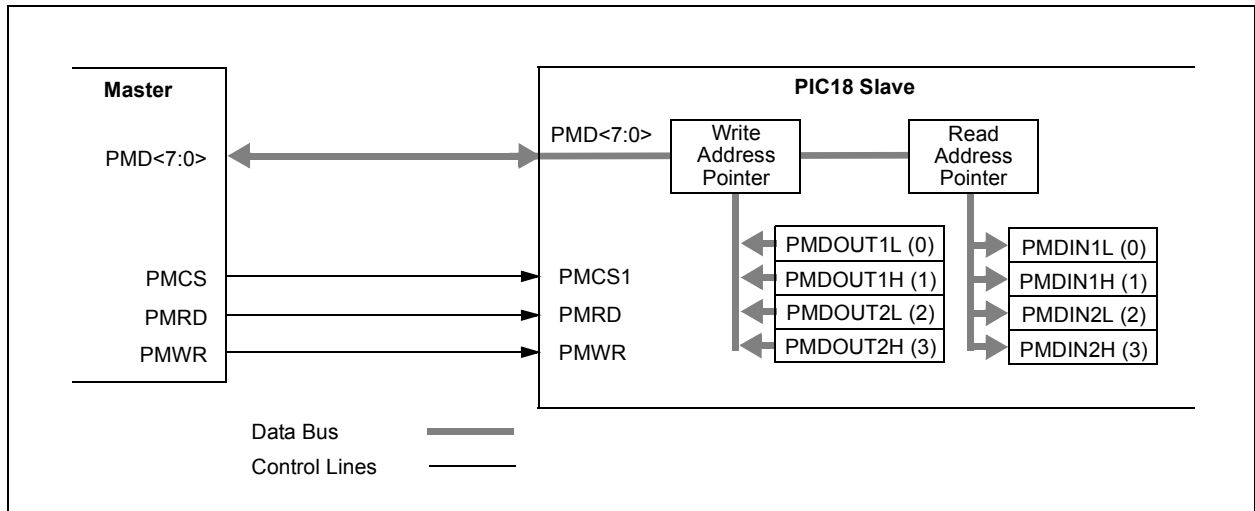 Master
PIC18 Slave
PMD<7:0>
PMD<7:0>
Write
Address
Pointer
Read
Address
Pointer
PMDOUT1L (0)
PMDIN1L (0)
PMDOUT1H (1)
PMDIN1H (1)
PMDOUT2L (2)
PMDIN2L (2)
PMDOUT2H (3)
PMDIN2H (3)
PMCS
PMCS1
PMRD
PMRD
PMWR
PMWR
Data Bus
Control Lines